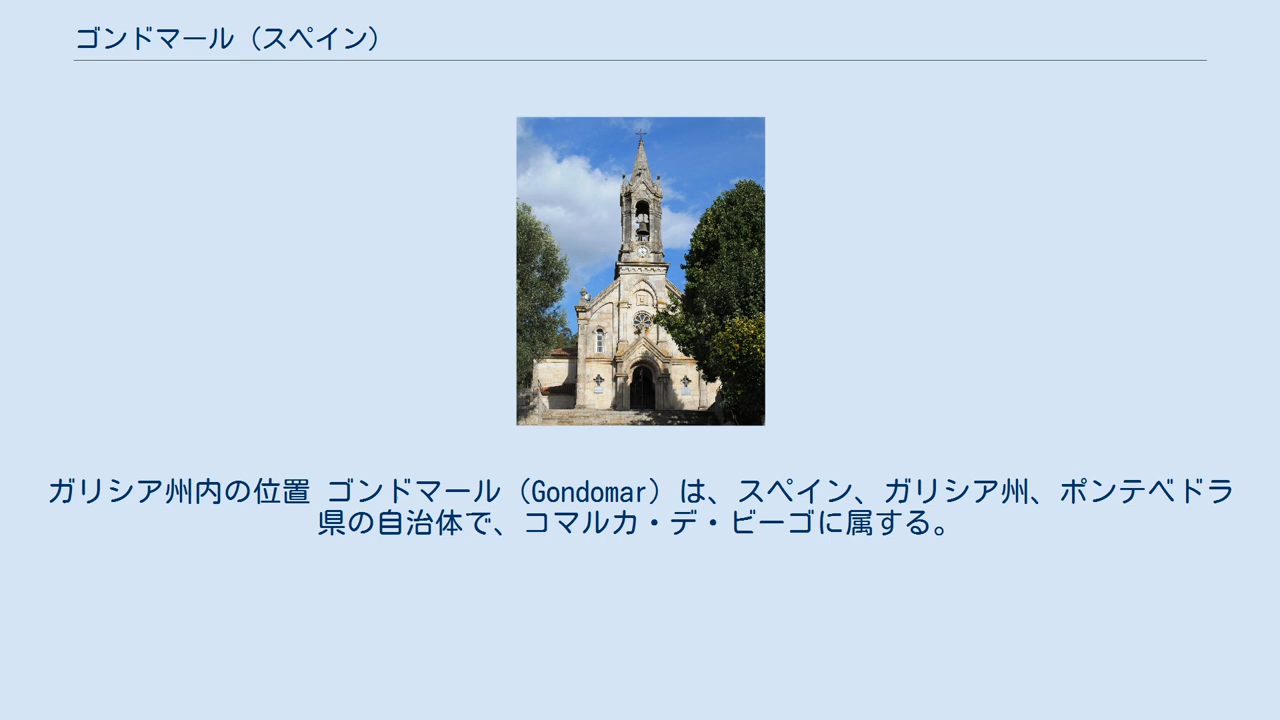 ゴンドマール（スペイン）
ガリシア州内の位置 ゴンドマール（Gondomar）は、スペイン、ガリシア州、ポンテベドラ
県の自治体で、コマルカ・デ・ビーゴに属する。